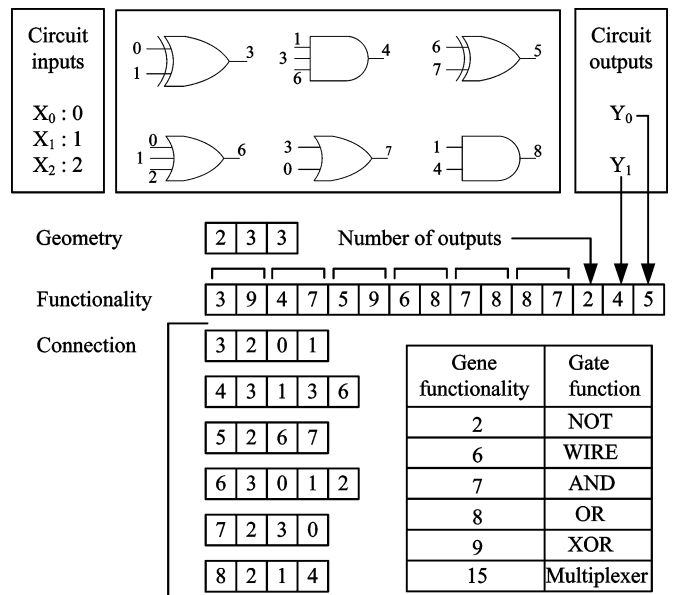 Circuit inputs
X₀ : 0
X₁ : 1
X₂ : 2
0
1
3
1
3
6
4
6
7
5
0
1
2
6
3
0
7
1
4
8
Circuit outputs
Y₀
Y₁
Geometry
2 3 3
Number of outputs
Functionality
3 9 4 7 5 9 6 8 7 8 8 7 2 4 5
Connection
3 2 0 1
4 3 1 3 6
5 2 6 7
6 3 0 1 2
7 2 3 0
8 2 1 4
Gene functionality
Gate function
2 NOT
6 WIRE
7 AND
8 OR
9 XOR
15 Multiplexer